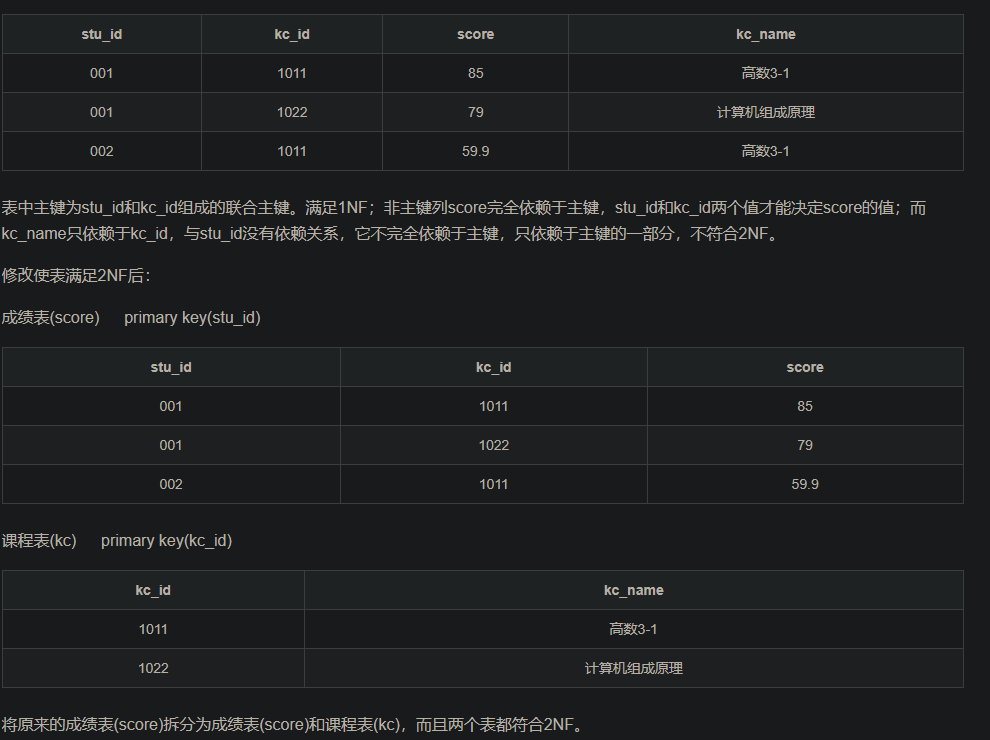 stu_id kc_id score kc_name
001 1011 85 高数3-1
001 1022 79 计算机组成原理
002 1011 59.9 高数3-1
表中主键为stu_id和kc_id组成的联合主键。满足1NF；非主键列score完全依赖于主键，stu_id和kc_id两个值才能决定score的值；而
kc_name只依赖于kc_id，与stu_id没有依赖关系，它不完全依赖于主键，只依赖于主键的一部分，不符合2NF。
修改使表满足2NF后：
成绩表(score) primary key(stu_id)
stu_id kc_id score
001 1011 85
001 1022 79
002 1011 59.9
课程表(kc) primary key(kc_id)
kc_id kc_name
1011 高数3-1
1022 计算机组成原理
将原来的成绩表(score)拆分为成绩表(score)和课程表(kc)，而且两个表都符合2NF。